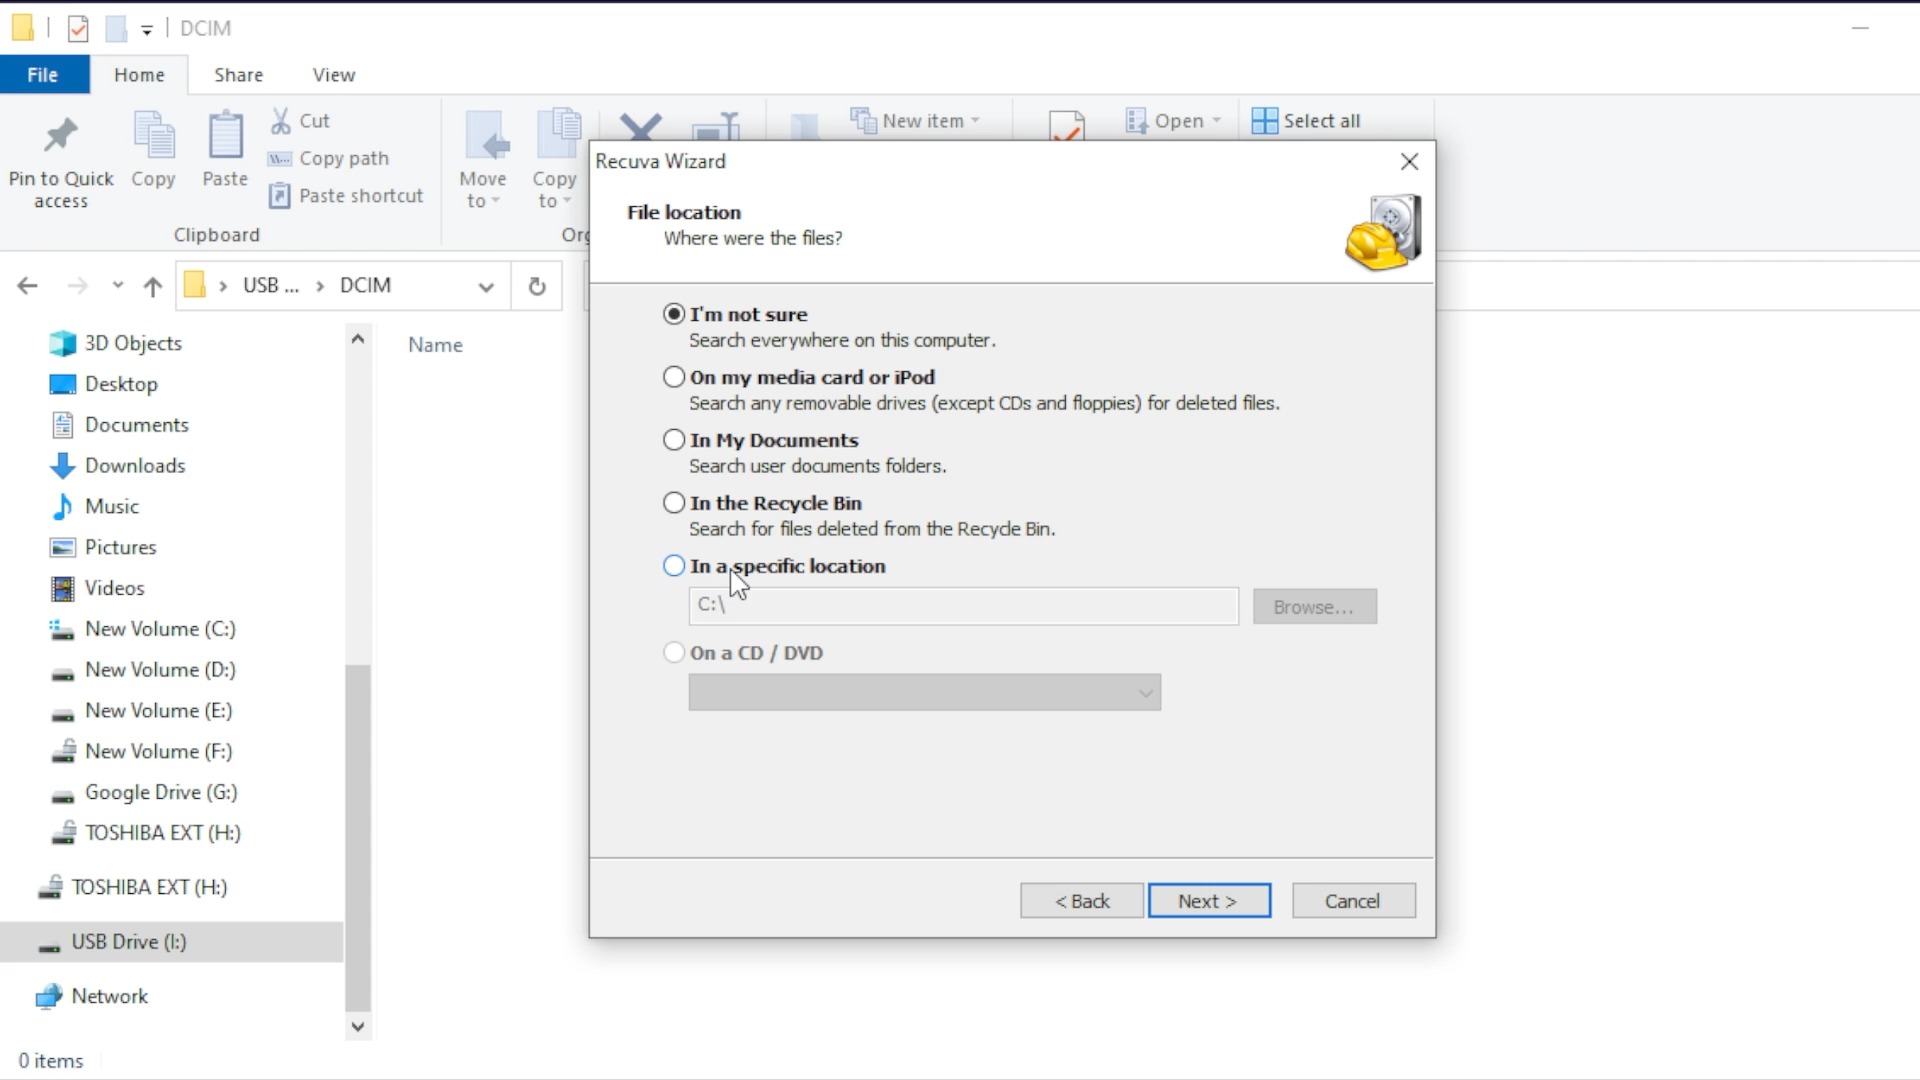 DCIM
File Home Share View
Pin to Quick access
Copy
Paste
Cut
Copy path
Paste shortcut
Clipboard
Move to
Copy to
New item
Open
Select all
USB ... › DCIM
3D Objects
Desktop
Documents
Downloads
Music
Pictures
Videos
New Volume (C:)
New Volume (D:)
New Volume (E:)
New Volume (F:)
Google Drive (G:)
TOSHIBA EXT (H:)
TOSHIBA EXT (H:)
USB Drive (I:)
Network
0 items
Name
Recuva Wizard
File location
Where were the files?
I'm not sure
Search everywhere on this computer.
On my media card or iPod
Search any removable drives (except CDs and floppies) for deleted files.
In My Documents
Search user documents folders.
In the Recycle Bin
Search for files deleted from the Recycle Bin.
In a specific location
C:\ Browse...
On a CD / DVD
< Back Next > Cancel